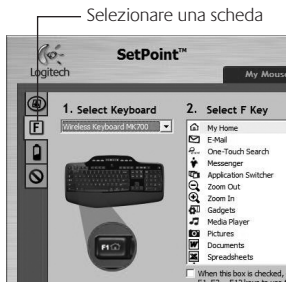 Selezionare una scheda
Logitech
SetPoint™
My Mouse
1. Select Keyboard
Wireless Keyboard MK700
F
F1
2. Select F Key
My Home
E-Mail
One-Touch Search
Messenger
Application Switcher
Zoom Out
Zoom In
Gadgets
Media Player
Pictures
Documents
Spreadsheets
When this box is checked,